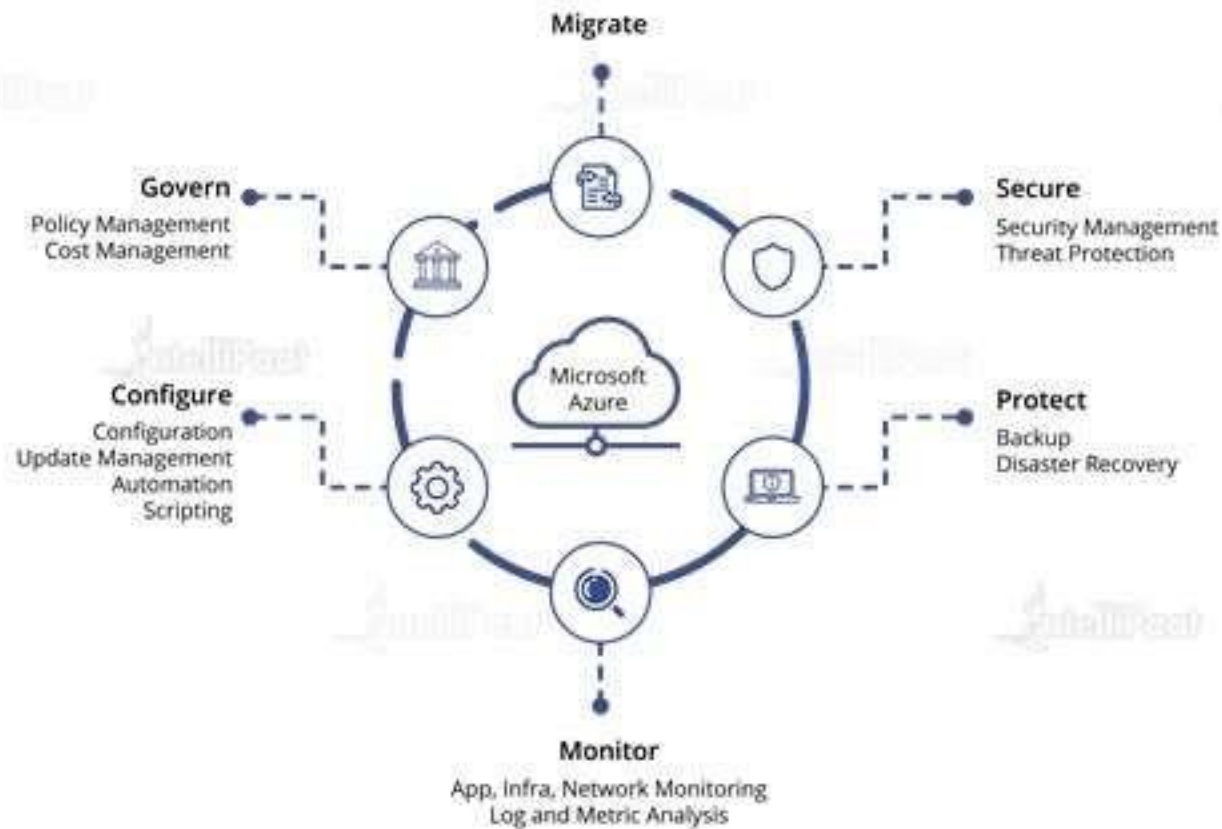 Migrate
Govern
Policy Management
Cost Management
Secure
Security Management
Threat Protection
Microsoft
Azure
Configure
Configuration
Update Management
Automation
Scripting
Protect
Backup
Disaster Recovery
Monitor
App, Infra, Network Monitoring
Log and Metric Analysis